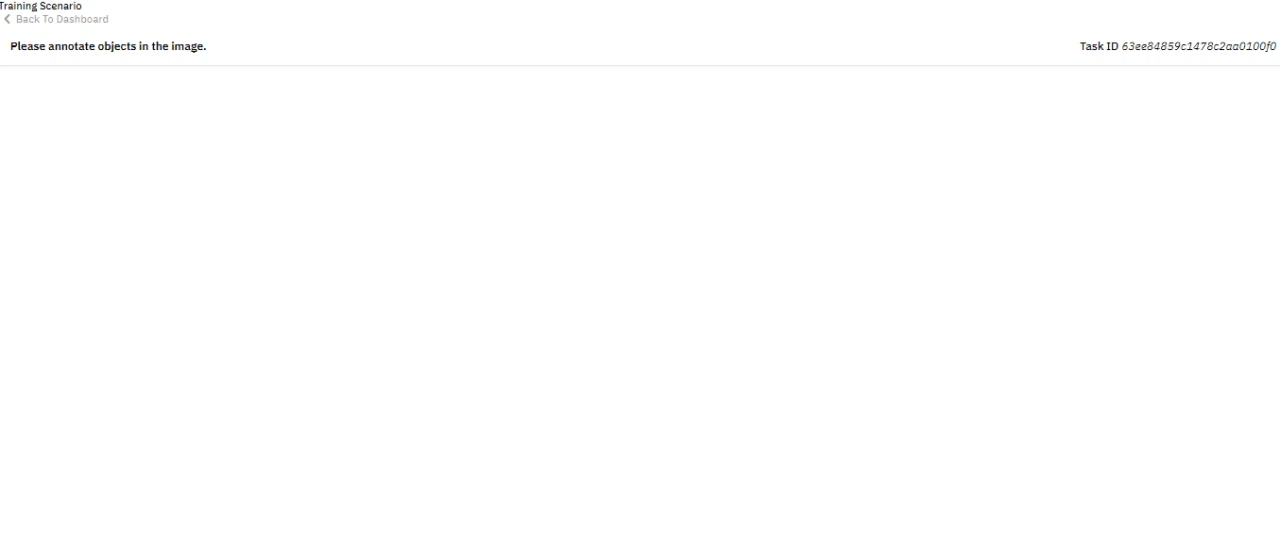 Training Scenario
Back To Dashboard
Please annotate objects in the image.
Task ID 63ee84859c1478c2aa0100f0